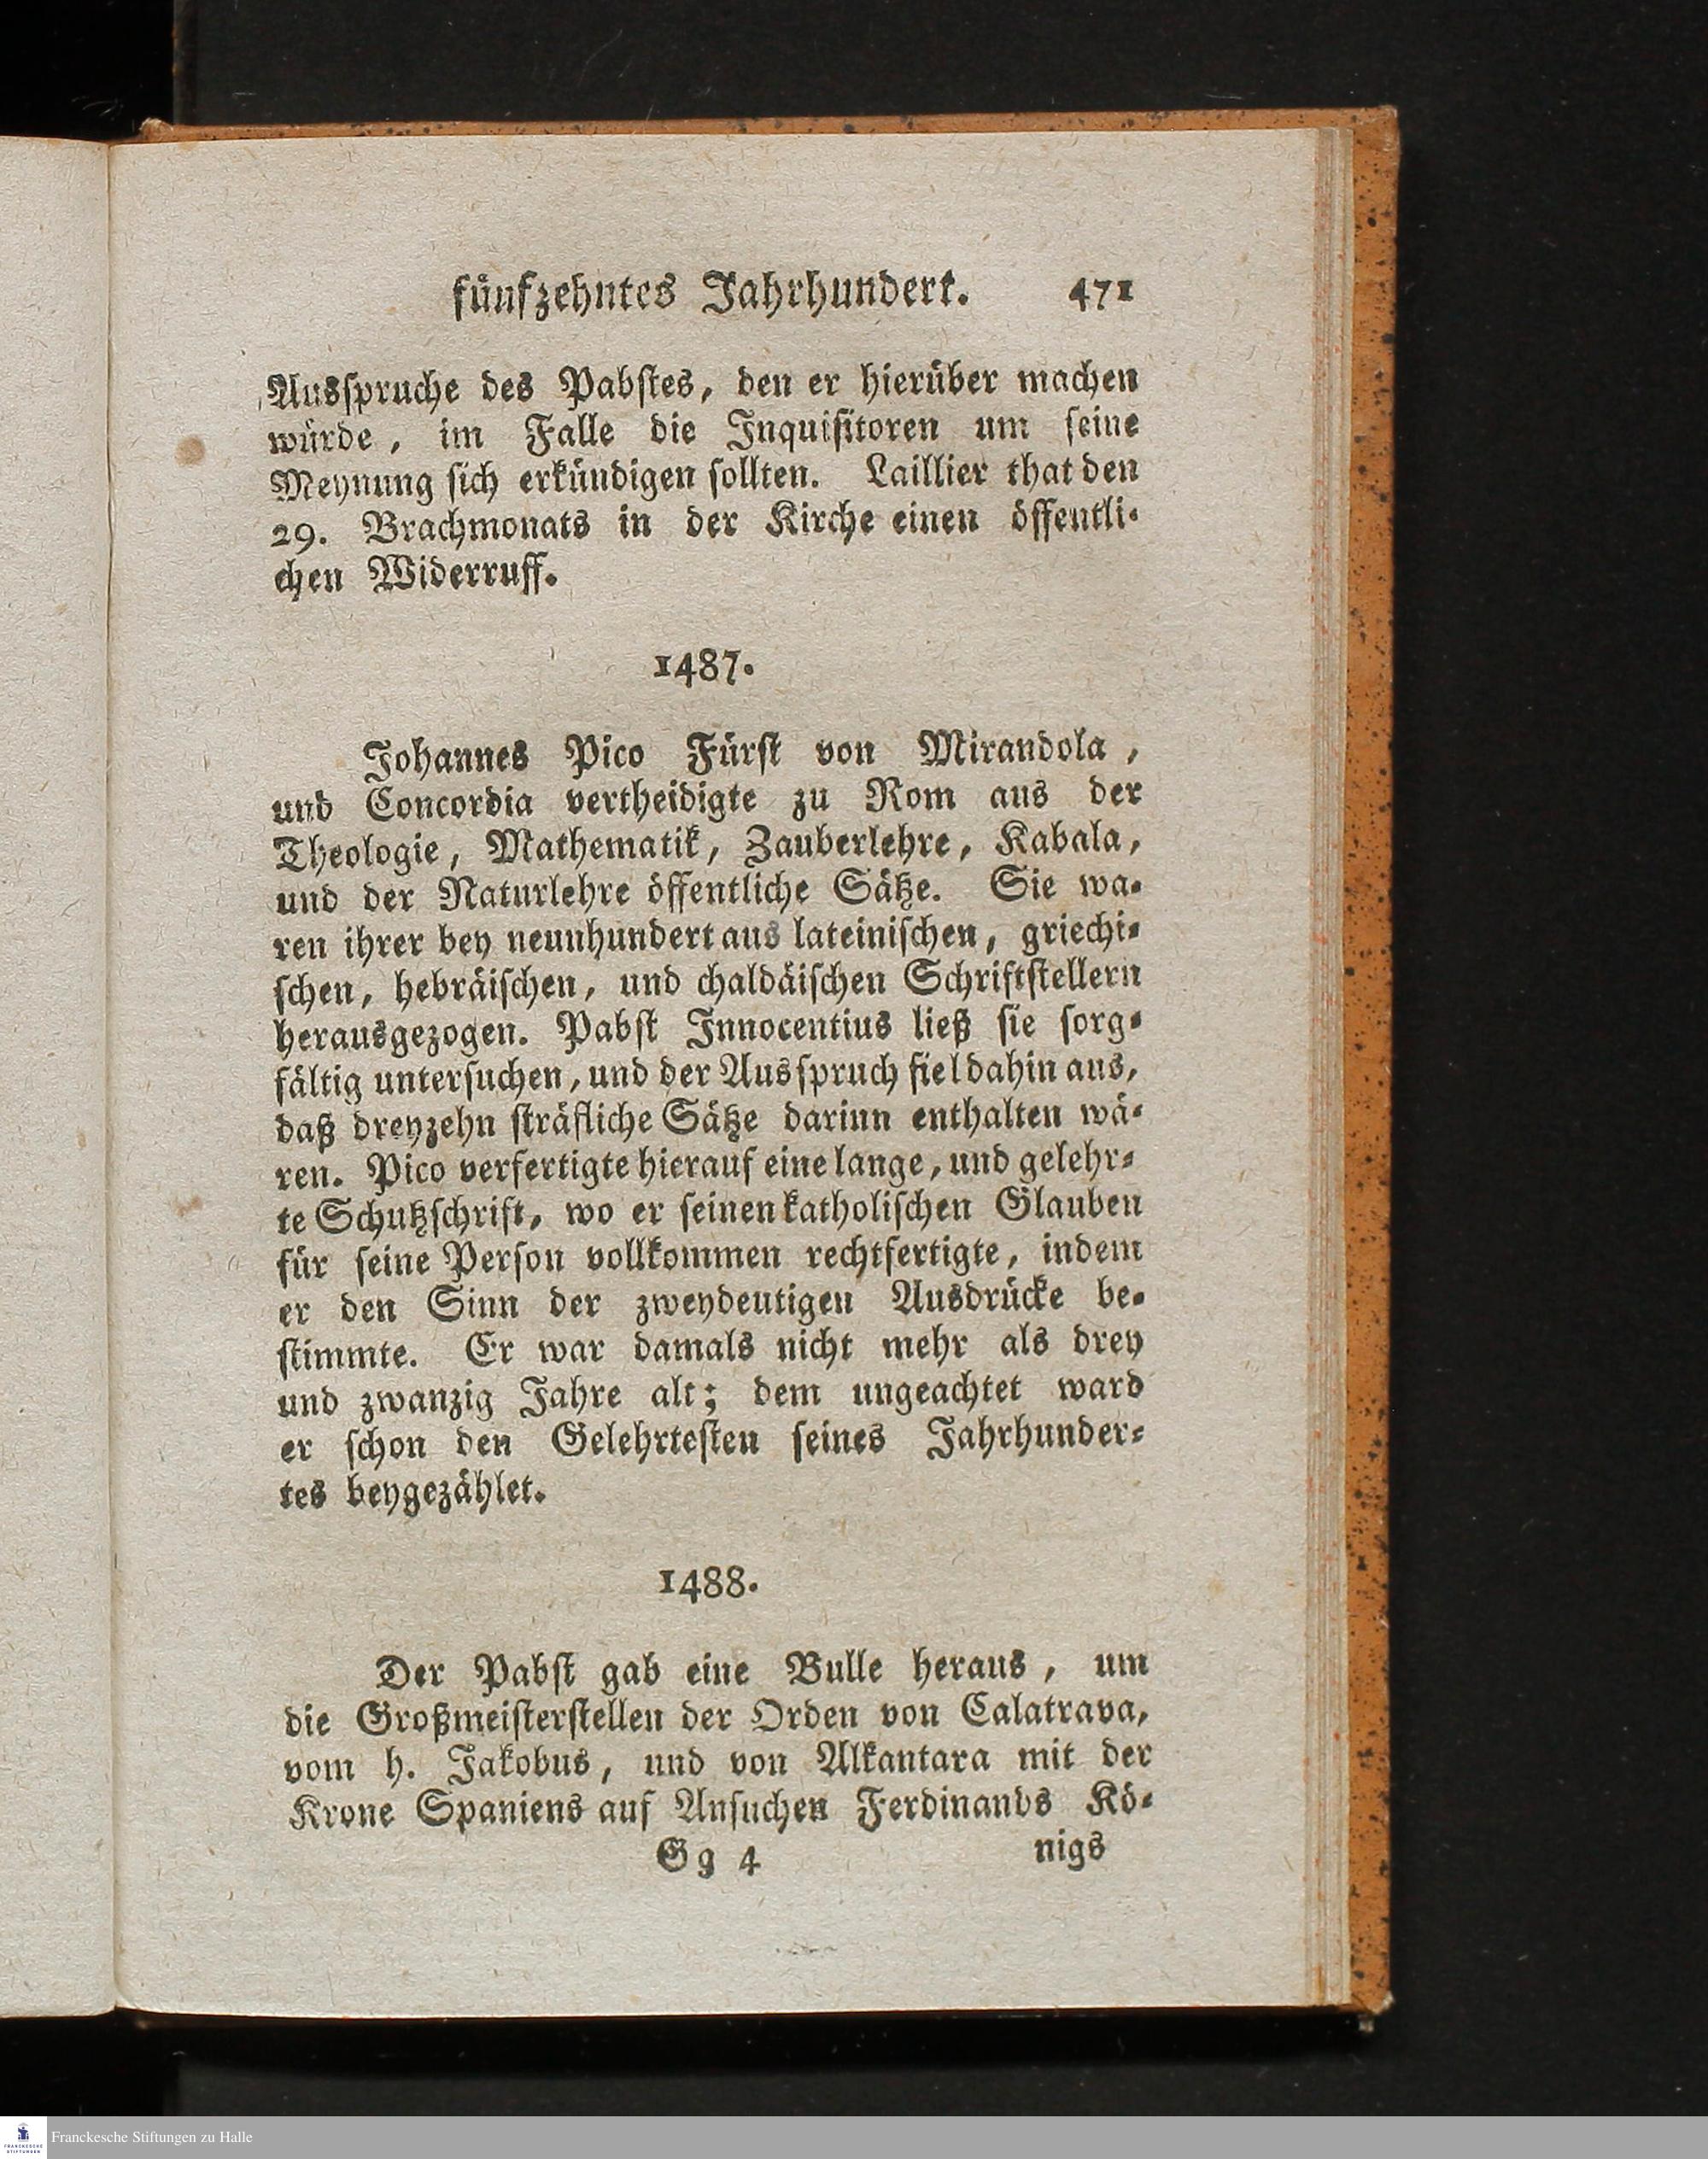 fünfzehntes Jahrhundert. 471
Ausspruche des Pabstes, den er hierüber machen
würde, im Falle die Inquisitoren um seine
Meynung sich erkündigen sollten. Laillier that den
29. Brachmonats in der Kirche einen öffentli-
chen Widerruff.
1487.
Johannes Pico Fürst von Mirandola,
und Concordia vertheidigte zu Rom aus der
Theologie, Mathematik, Zauberlehre, Kabala,
und der Naturlehre öffentliche Sätze. Sie wa-
ren ihrer bey neunhundert aus lateinischen, griechi-
schen, hebräischen, und chaldäischen Schriftstellern
herausgezogen. Pabst Innocentius ließ sie sorg-
fältig untersuchen, und der Ausspruch fiel dahin aus,
daß dreyzehn sträfliche Sätze darinn enthalten wä-
ren. Pico verfertigte hierauf eine lange, und gelehr-
te Schutzschrift, wo er seinen katholischen Glauben
für seine Person vollkommen rechtfertigte, indem
er den Sinn der zweydeutigen Ausdrücke be-
stimmte. Er war damals nicht mehr als drey
und zwanzig Jahre alt; dem ungeachtet ward
er schon den Gelehrtesten seines Jahrhunder-
tes beygezählet.
1488.
Der Pabst gab eine Bulle heraus, um
die Großmeisterstellen der Orden von Calatrava,
vom h. Jakobus, und von Alkantara mit der
Krone Spaniens auf Ansuchen Ferdinands Kö-
Gg 4 nigs
FRANCKESCHE STIFTUNGEN
Franckesche Stiftungen zu Halle